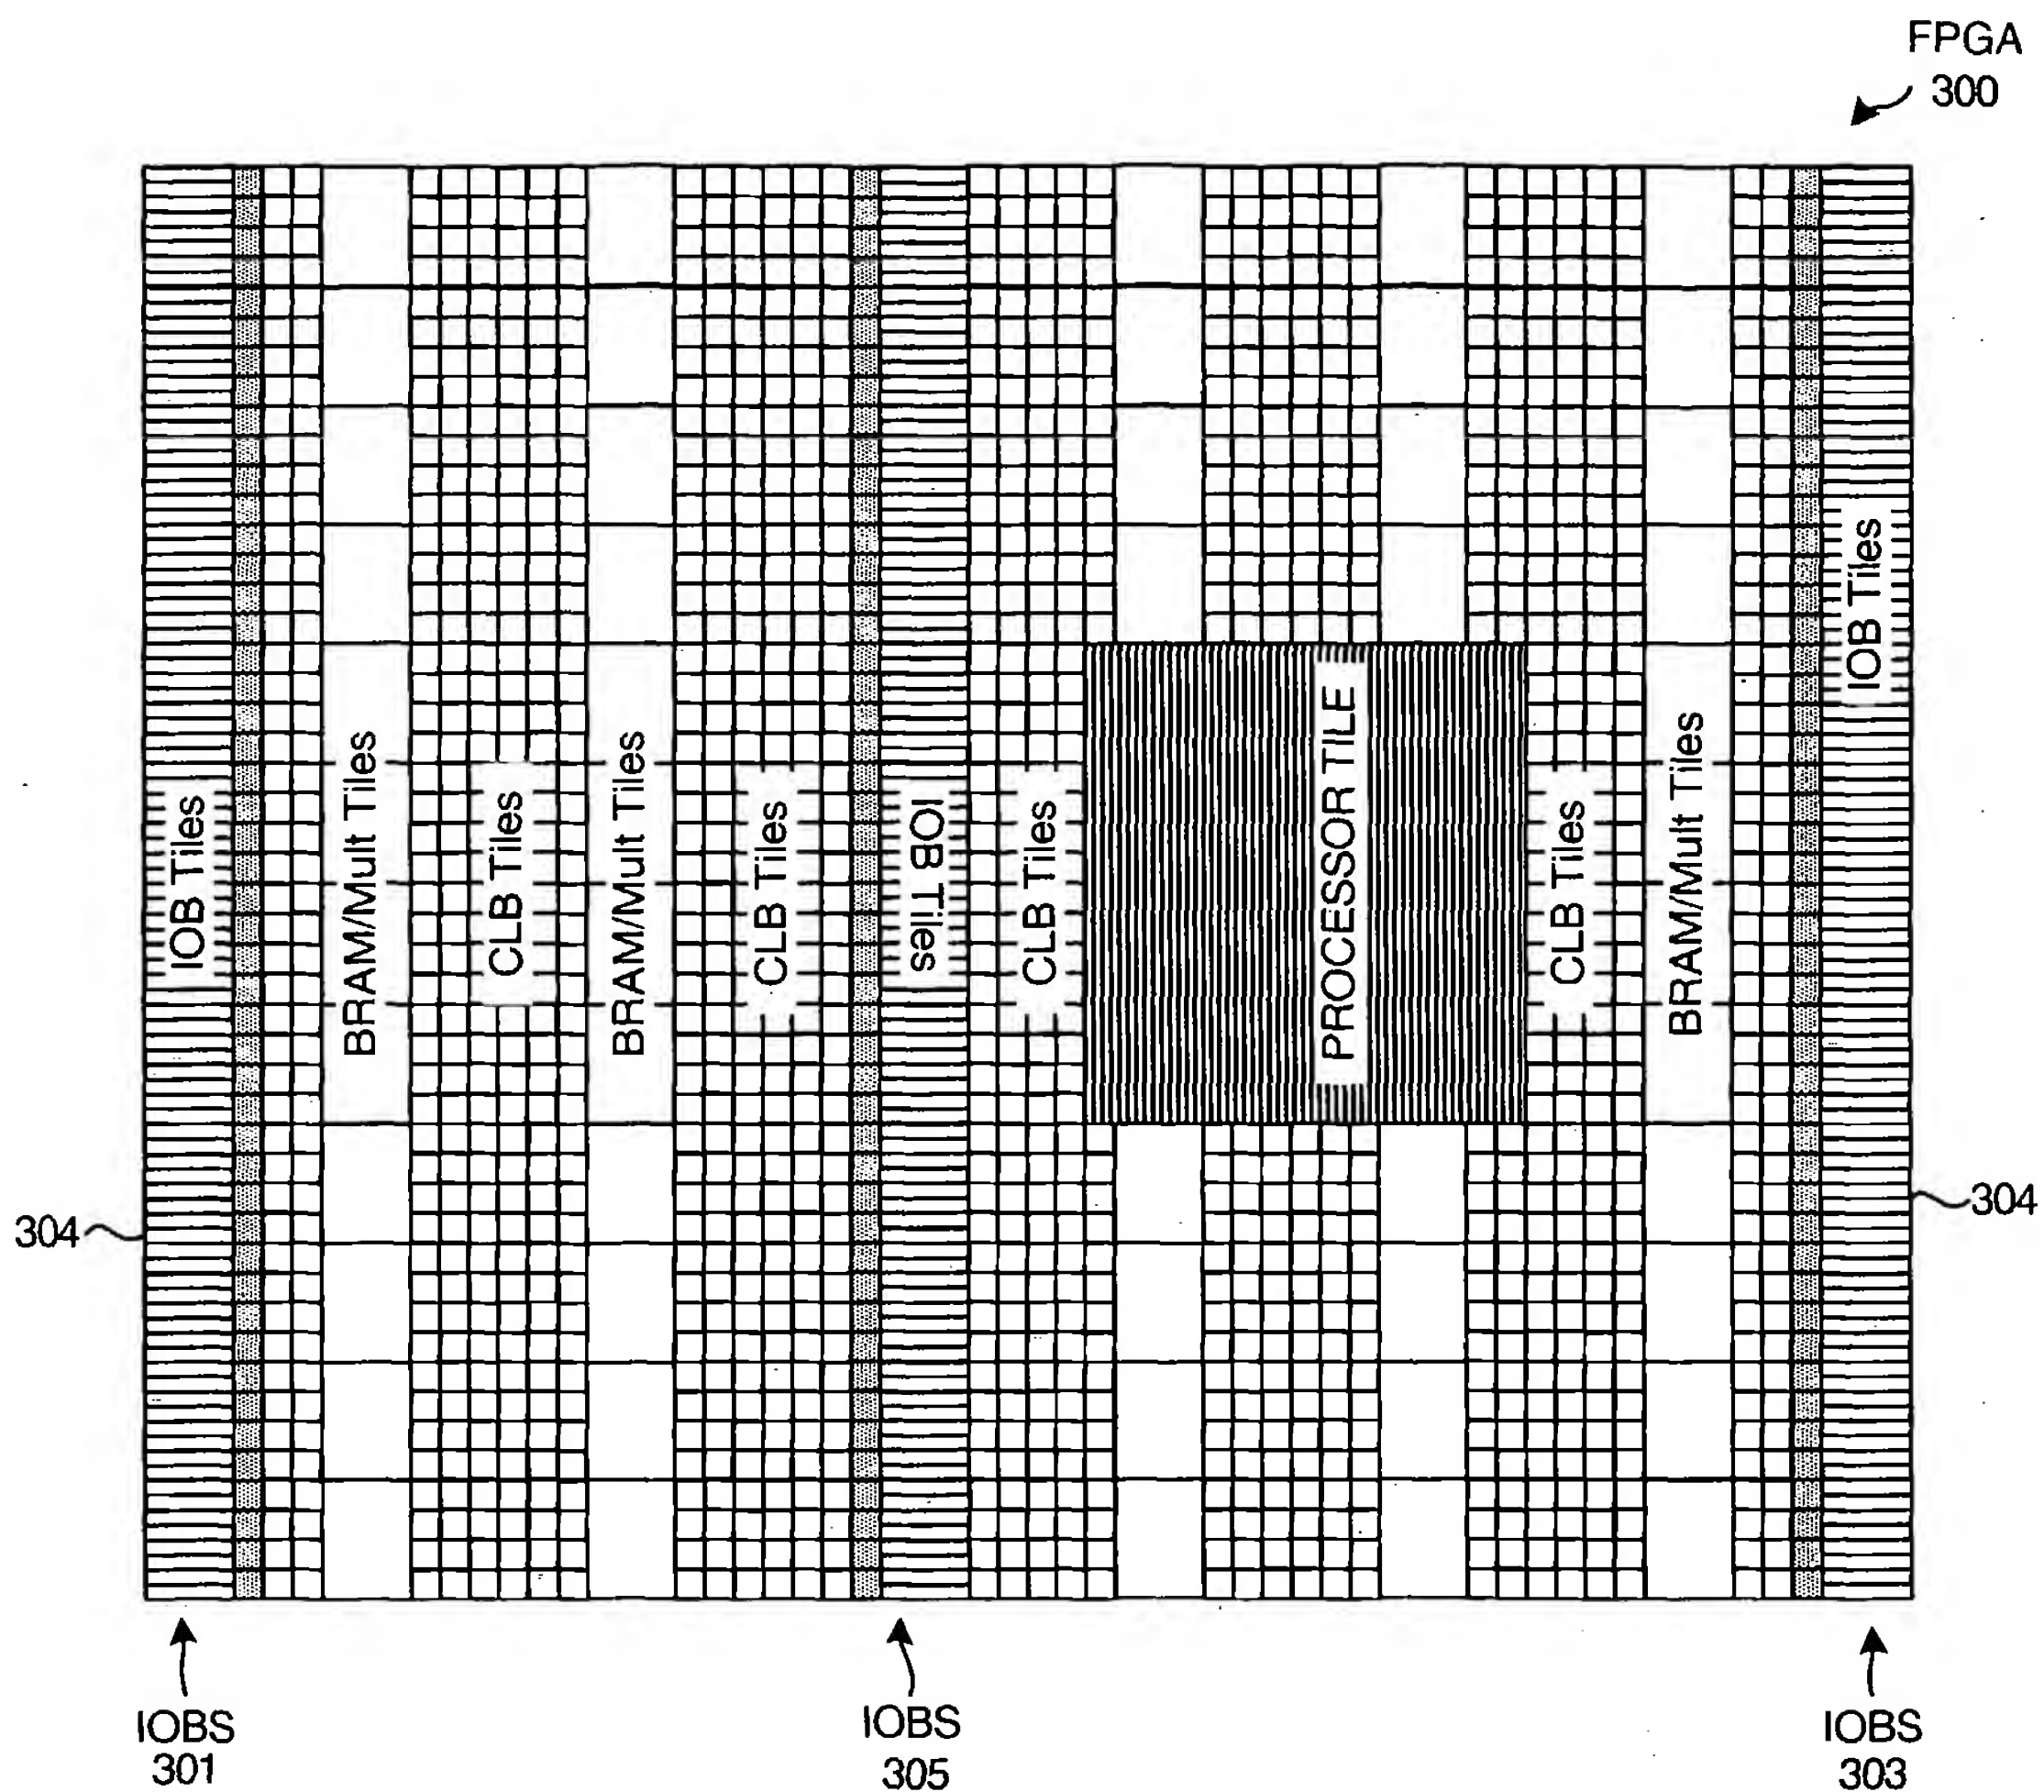 FPGA
300
IOB Tiles
BRAM/Mult Tiles
CLB Tiles
BRAM/Mult Tiles
CLB Tiles
IOB Tiles
CLB Tiles
PROCESSOR TILE
CLB Tiles
BRAM/Mult Tiles
IOB Tiles
304
304
IOBS
301
IOBS
305
IOBS
303